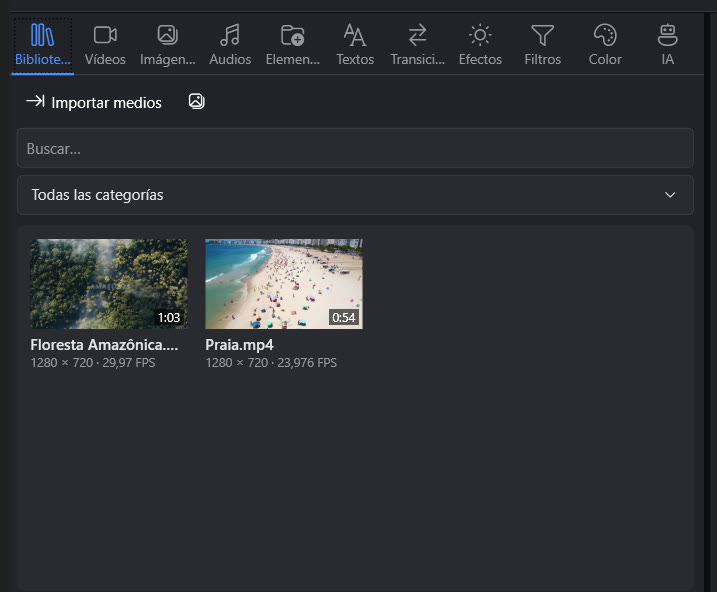 Bibliote... Vídeos Imágen... Audios Elemen... Textos Transici... Efectos Filtros Color IA
Importar medios
Buscar...
Todas las categorías
1:03 0:54
Floresta Amazônica.... Praia.mp4
1280 × 720 · 29,97 FPS 1280 × 720 · 23,976 FPS